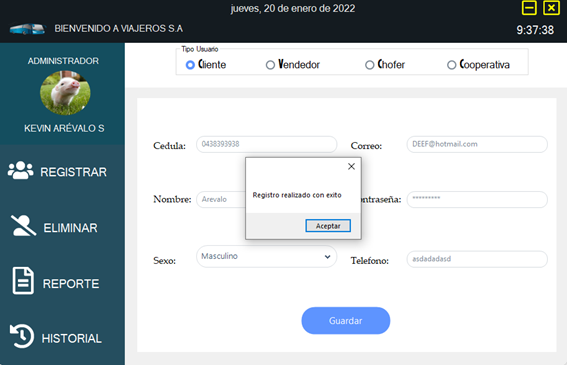 jueves, 20 de enero de 2022
BIENVENIDO A VIAJEROS S.A
9:37:38
ADMINISTRADOR
KEVIN ARÉVALO S
REGISTRAR
ELIMINAR
REPORTE
HISTORIAL
Tipo Usuario
Cliente
Vendedor
Chofer
Cooperativa
Cedula:
0438393938
Correo:
DEEF@hotmail.com
Nombre:
Arevalo
ontraseña:
*********
Registro realizado con exito
Aceptar
Sexo:
Masculino
Telefono:
asdadadasd
Guardar